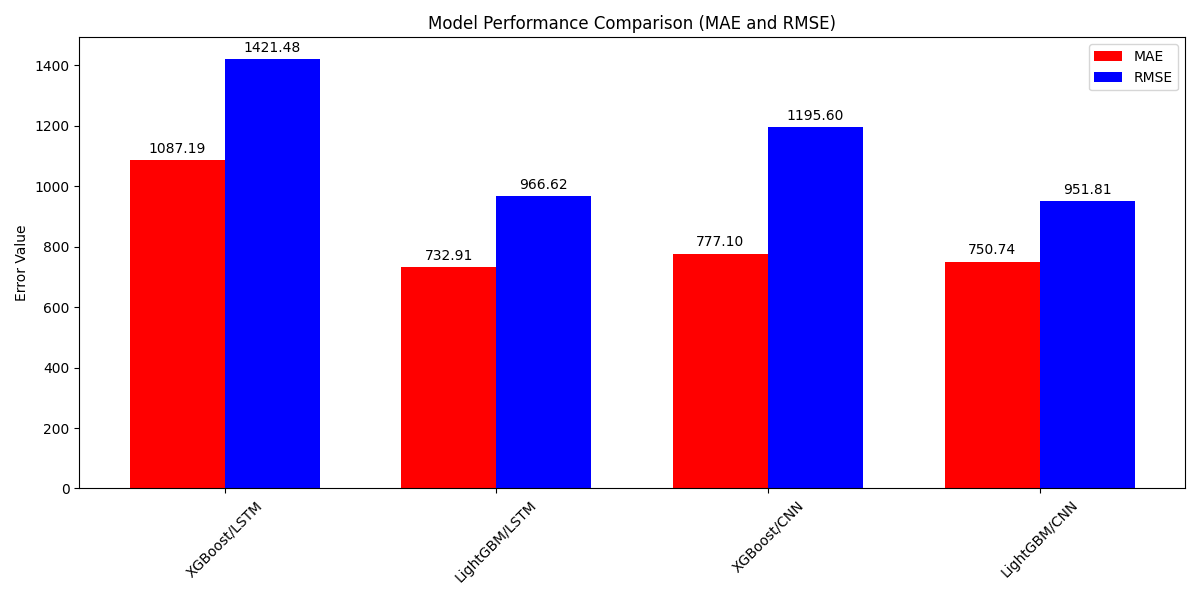 Model Performance Comparison (MAE and RMSE)
MAE
RMSE
Error Value
1400
1200
1000
800
600
400
200
0
1087.19
1421.48
732.91
966.62
777.10
1195.60
750.74
951.81
XGBoost/LSTM
LightGBM/LSTM
XGBoost/CNN
LightGBM/CNN